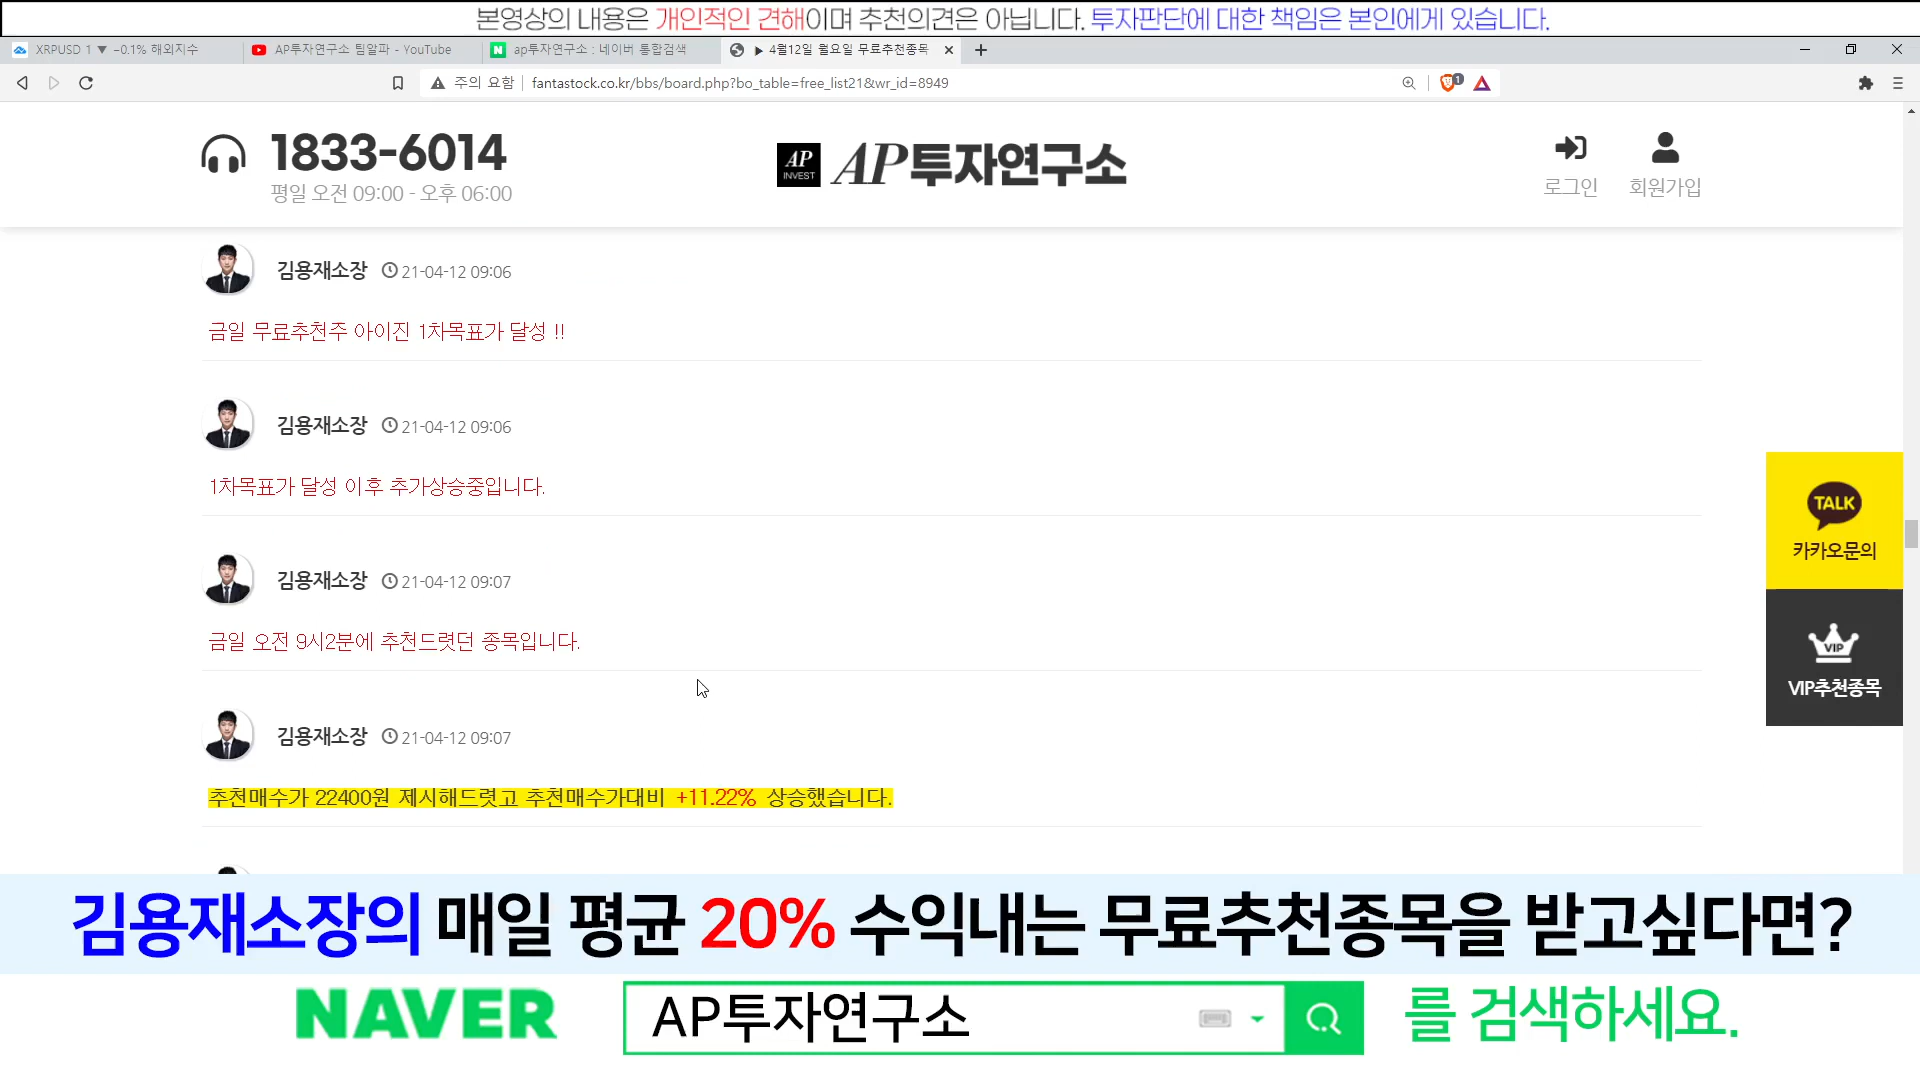 본영상의 내용은 개인적인 견해이며 추천의견은 아닙니다. 투자판단에 대한 책임은 본인에게 있습니다.
XRPUSD 1 ▼ −0.1% 해외지수
AP투자연구소 팀알파 - YouTube
ap투자연구소 : 네이버 통합검색
▶ 4월12일 월요일 무료추천종목
주의 요함
fantastock.co.kr/bbs/board.php?bo_table=free_list21&wr_id=8949
1
1833-6014
평일 오전 09:00 - 오후 06:00
AP
INVEST
AP투자연구소
로그인
회원가입
김용재소장 21-04-12 09:06
금일 무료추천주 아이진 1차목표가 달성 !!
김용재소장 21-04-12 09:06
1차목표가 달성 이후 추가상승중입니다.
김용재소장 21-04-12 09:07
금일 오전 9시2분에 추천드렷던 종목입니다.
김용재소장 21-04-12 09:07
추천매수가 22400원 제시해드렷고 추천매수가대비 +11.22% 상승했습니다.
TALK
카카오문의
VIP
VIP추천종목
김용재소장의 매일 평균 20% 수익내는 무료추천종목을 받고싶다면?
NAVER
AP투자연구소
를 검색하세요.